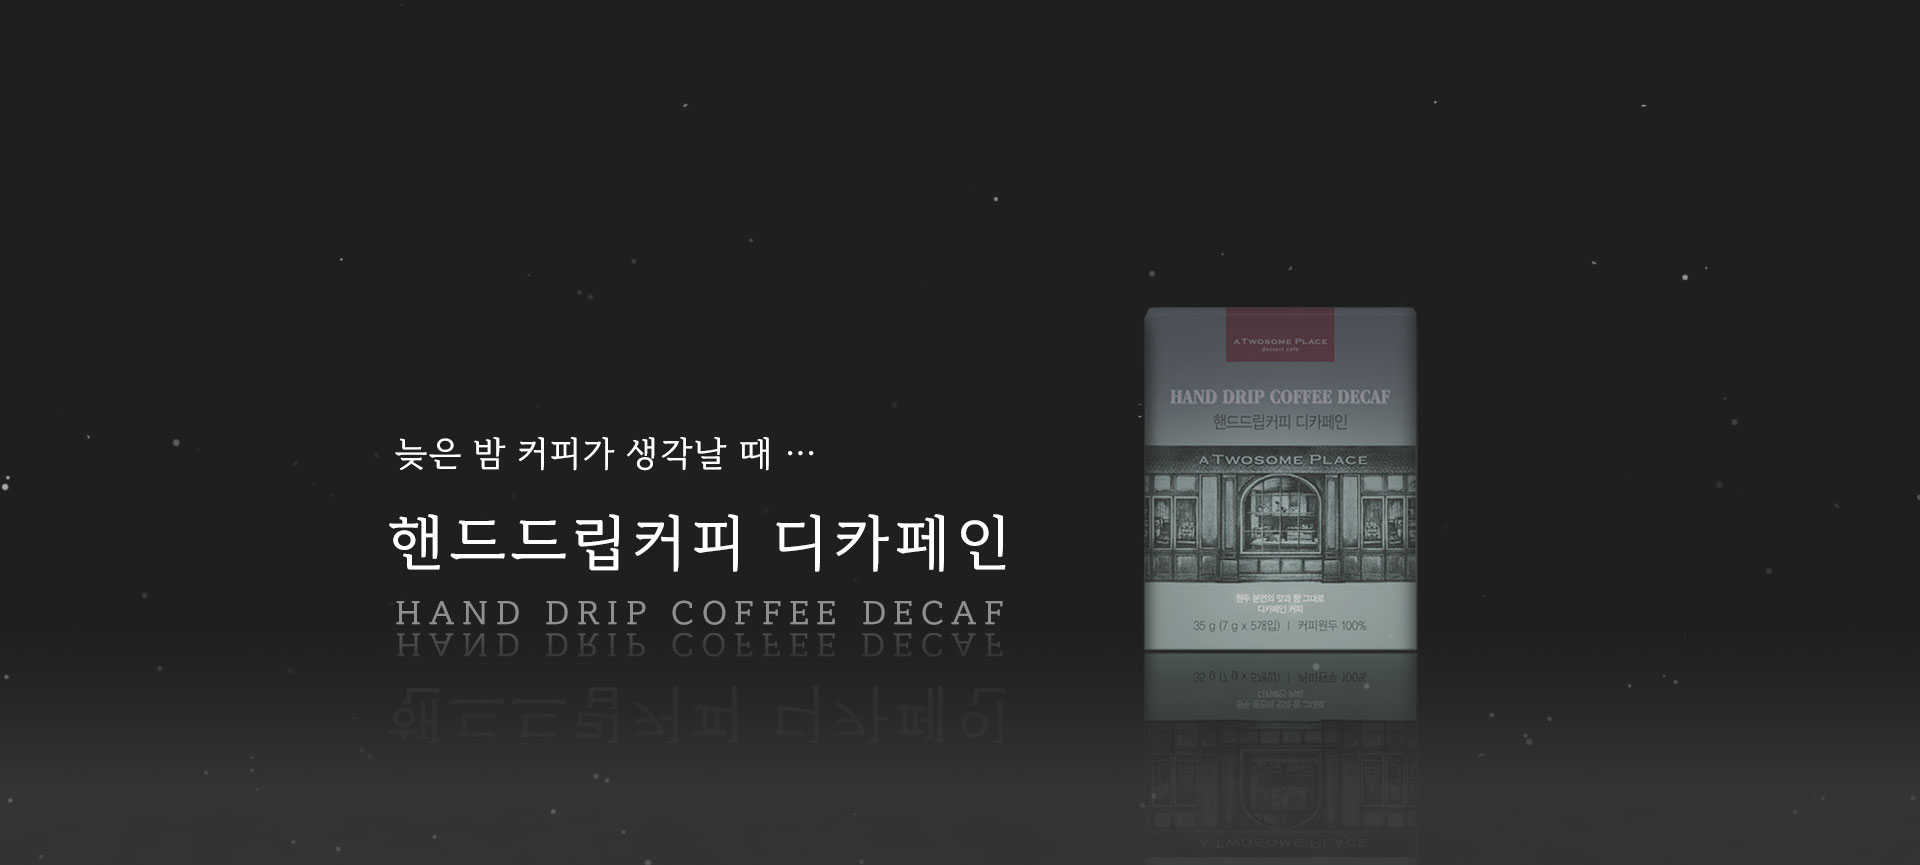 늦은 밤 커피가 생각날 때 …
핸드드립커피 디카페인
HAND DRIP COFFEE DECAF
A TWOSOME PLACE
dessert cafe
HAND DRIP COFFEE DECAF
핸드드립커피 디카페인
A TWOSOME PLACE
원두 본연의 맛과 향 그대로
디카페인 커피
35 g (7 g x 5개입) | 커피원두 100%